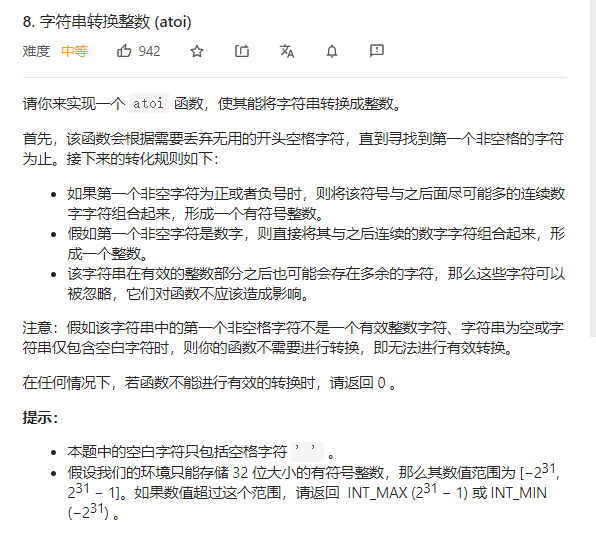 8. 字符串转换整数 (atoi)
难度 中等 942
请你来实现一个 atoi 函数，使其能将字符串转换成整数。
首先，该函数会根据需要丢弃无用的开头空格字符，直到寻找到第一个非空格的字符
为止。接下来的转化规则如下：
• 如果第一个非空字符为正或者负号时，则将该符号与之后面尽可能多的连续数
字字符组合起来，形成一个有符号整数。
• 假如第一个非空字符是数字，则直接将其与之后连续的数字字符组合起来，形
成一个整数。
• 该字符串在有效的整数部分之后也可能会存在多余的字符，那么这些字符可以
被忽略，它们对函数不应该造成影响。
注意：假如该字符串中的第一个非空格字符不是一个有效整数字符、字符串为空或字
符串仅包含空白字符时，则你的函数不需要进行转换，即无法进行有效转换。
在任何情况下，若函数不能进行有效的转换时，请返回 0 。
提示：
• 本题中的空白字符只包括空格字符 ' ' 。
• 假设我们的环境只能存储 32 位大小的有符号整数，那么其数值范围为 [−2³¹,
2³¹ − 1]。如果数值超过这个范围，请返回 INT_MAX (2³¹ − 1) 或 INT_MIN
(−2³¹) 。